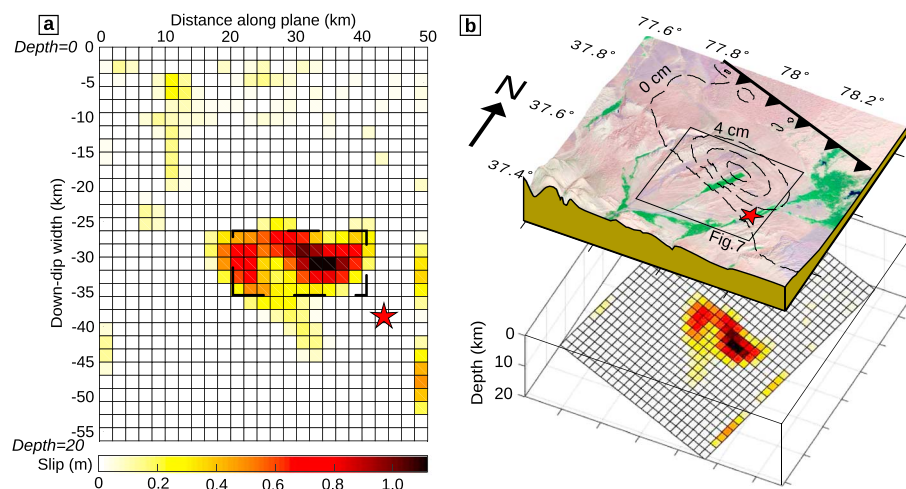 a
Distance along plane (km)
0 10 20 30 40 50
Depth=0
0
-5
-10
-15
-20
-25
-30
-35
-40
-45
-50
-55
Down-dip width (km)
Depth=20
Slip (m)
0 0.2 0.4 0.6 0.8 1.0
b
77.6°
77.8°
78°
78.2°
37.8°
37.6°
37.4°
N
0 cm
4 cm
Fig.7
Depth (km)
0
10
20